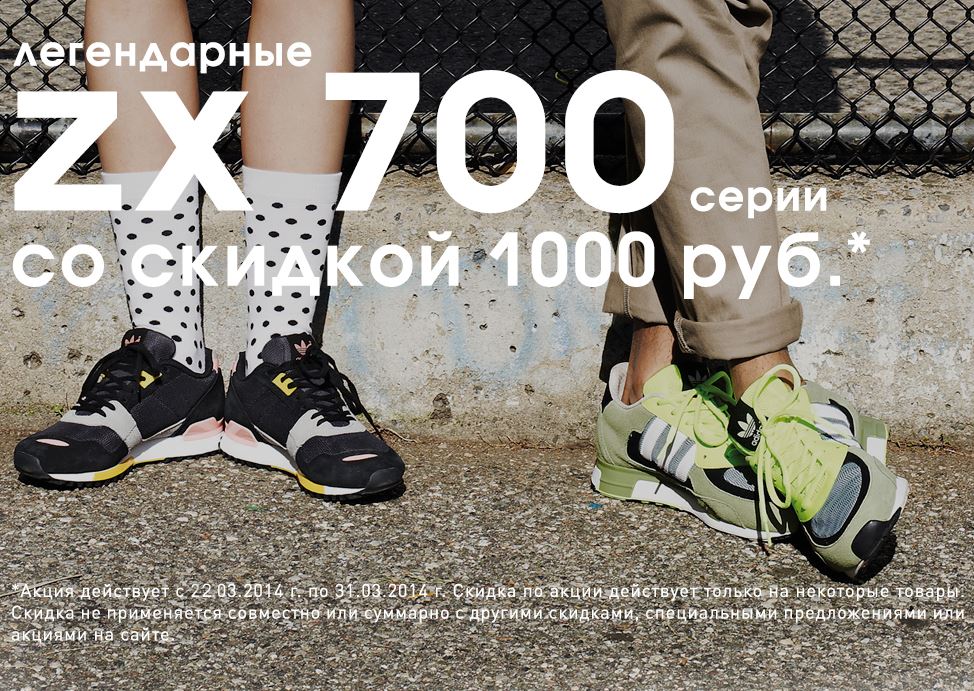 легендарные
zx 700 серии
со скидкой 1000 руб.*
adidas
*Акция действует с 22.03.2014 г. по 31.03.2014 г. Скидка по акции действует только на некоторые товары.
Скидка не применяется совместно или суммарно с другими скидками, специальными предложениями или
акциями на сайте.